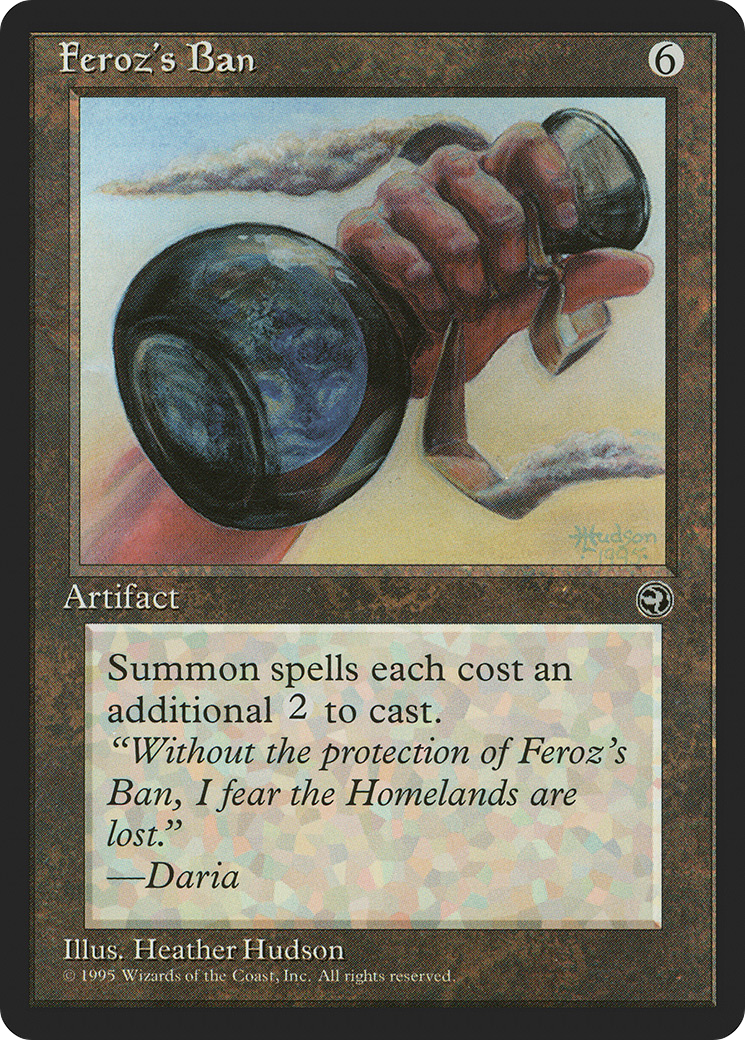 Feroz's Ban
6
Hudson
Artifact
Summon spells each cost an
additional 2 to cast.
“Without the protection of Feroz's
Ban, I fear the Homelands are
lost.”
—Daria
Illus. Heather Hudson
© 1995 Wizards of the Coast, Inc. All rights reserved.